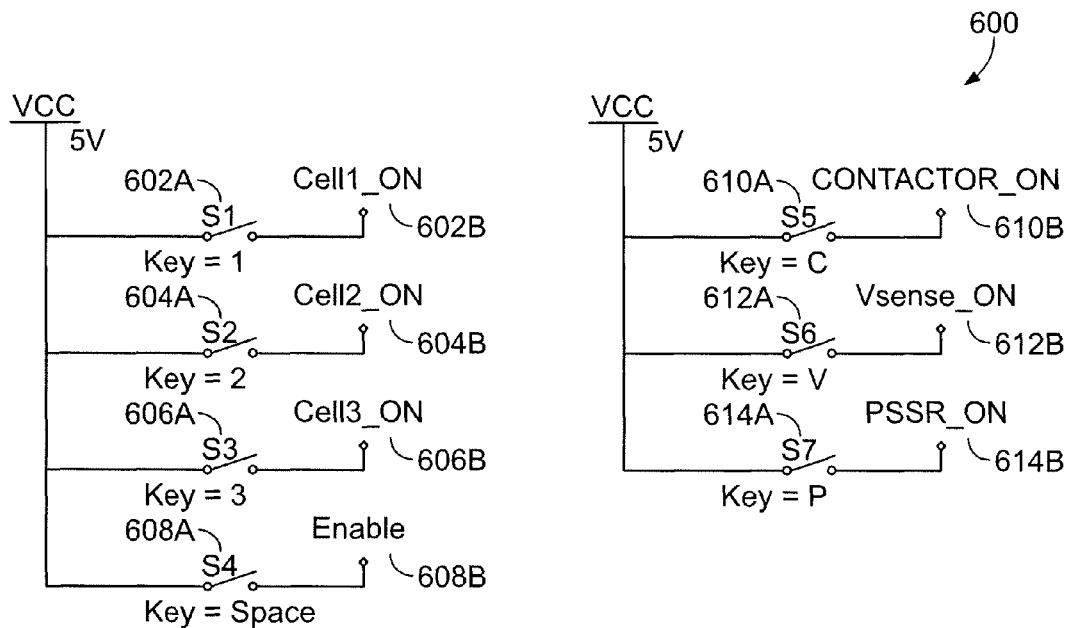 600
VCC
5V
602A
Cell1_ON
S1
602B
Key = 1
604A
Cell2_ON
S2
604B
Key = 2
606A
Cell3_ON
S3
606B
Key = 3
608A
Enable
S4
608B
Key = Space
VCC
5V
610A
CONTACTOR_ON
S5
610B
Key = C
612A
Vsense_ON
S6
612B
Key = V
614A
PSSR_ON
S7
614B
Key = P